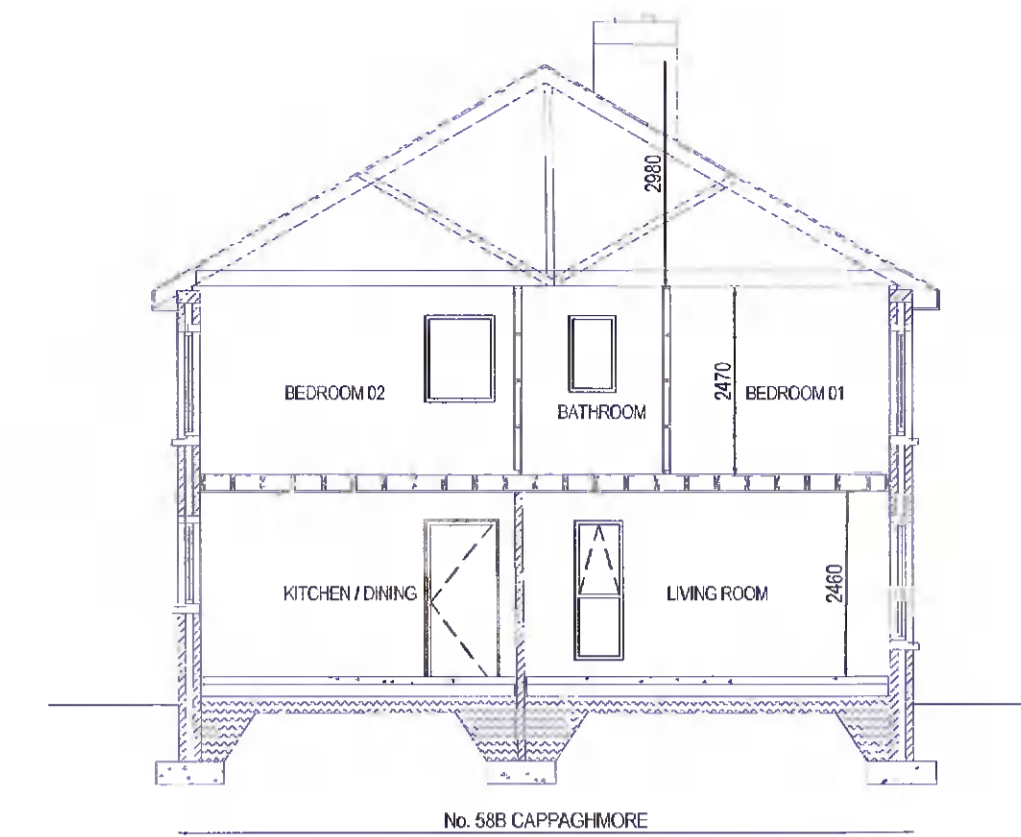 2980
BEDROOM 02
BATHROOM
2470
BEDROOM 01
KITCHEN / DINING
LIVING ROOM
2460
No. 58B CAPPAGHMORE